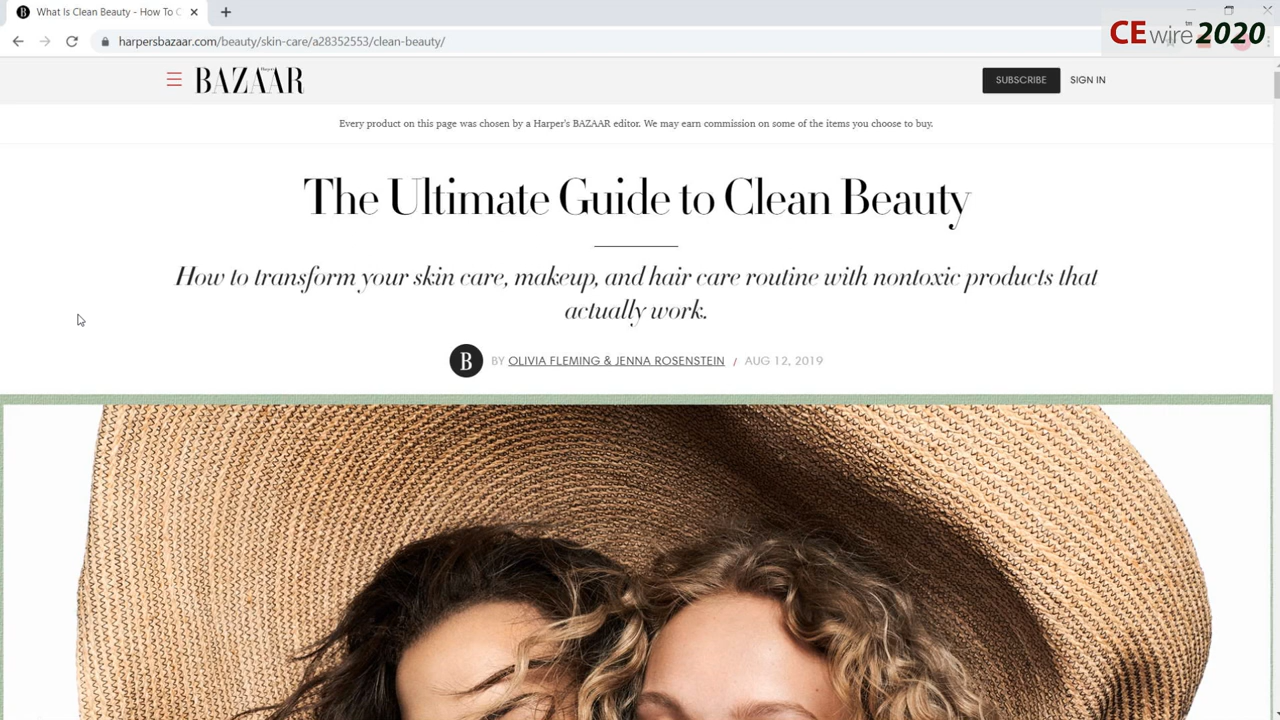 What Is Clean Beauty - How To C
CEwire™2020
harpersbazaar.com/beauty/skin-care/a28352553/clean-beauty/
Harper's
BAZAAR
SUBSCRIBE
SIGN IN
Every product on this page was chosen by a Harper's BAZAAR editor. We may earn commission on some of the items you choose to buy.
The Ultimate Guide to Clean Beauty
How to transform your skin care, makeup, and hair care routine with nontoxic products that
actually work.
B BY OLIVIA FLEMING & JENNA ROSENSTEIN / AUG 12, 2019